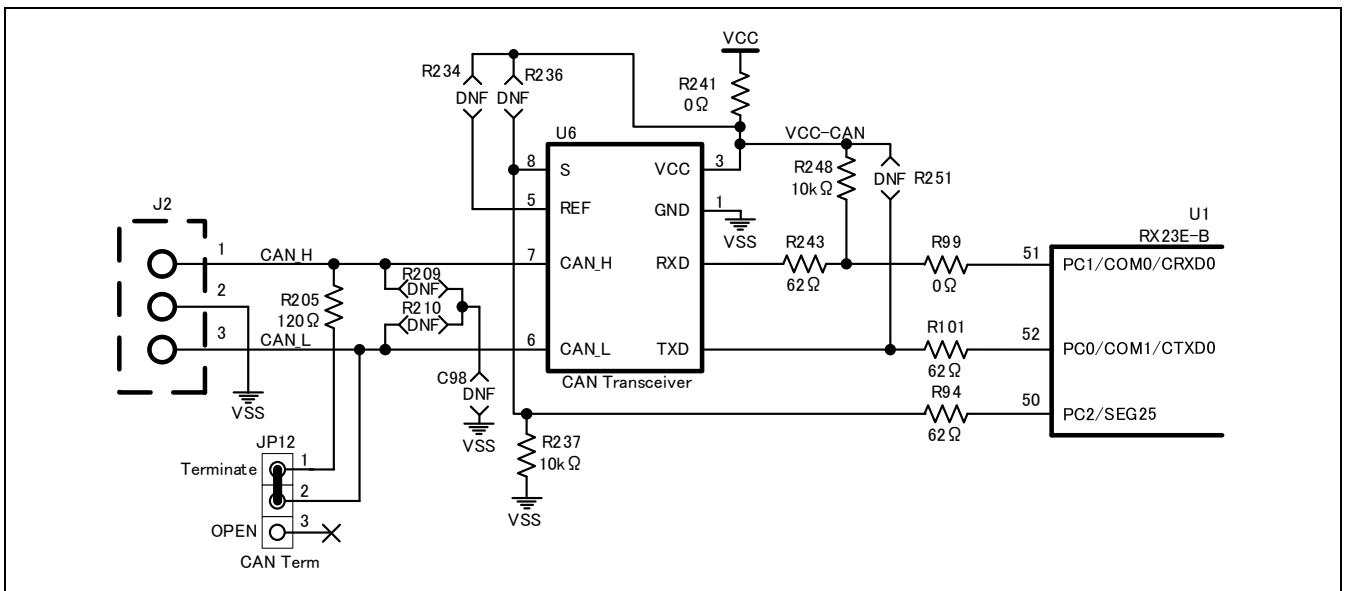 VCC
R234
R236
R241
0Ω
DNF
DNF
U6
VCC-CAN
8
S
VCC
3
R248
10kΩ
DNF
R251
5
REF
GND
1
VSS
J2
U1
RX23E-B
1
CAN_H
7
CAN_H
RXD
R243
62Ω
R99
0Ω
51
PC1/COM0/CRXD0
2
R205
120Ω
R209
DNF
R210
DNF
3
CAN_L
6
CAN_L
TXD
R101
62Ω
52
PC0/COM1/CTXD0
CAN Transceiver
VSS
C98
DNF
VSS
R94
62Ω
50
PC2/SEG25
R237
10kΩ
VSS
JP12
Terminate
1
2
OPEN
3
CAN Term